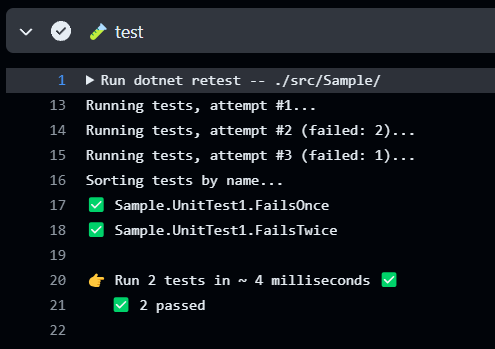 🧪 test
1 ▶ Run dotnet retest -- ./src/Sample/
13 Running tests, attempt #1...
14 Running tests, attempt #2 (failed: 2)...
15 Running tests, attempt #3 (failed: 1)...
16 Sorting tests by name...
17 ✅ Sample.UnitTest1.FailsOnce
18 ✅ Sample.UnitTest1.FailsTwice
19
20 👉 Run 2 tests in ~ 4 milliseconds ✅
21 ✅ 2 passed
22